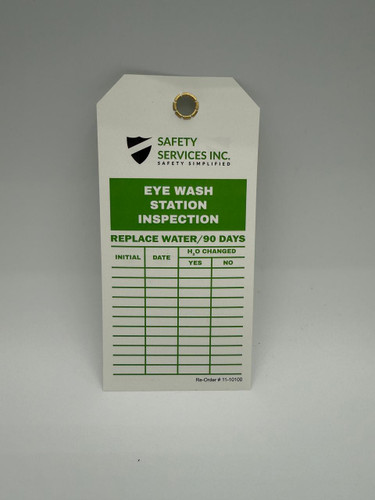 SAFETY
SERVICES INC.
SAFETY SIMPLIFIED
EYE WASH
STATION
INSPECTION
REPLACE WATER/90 DAYS
INITIAL DATE H₂O CHANGED
YES NO
Re-Order # 11-10100